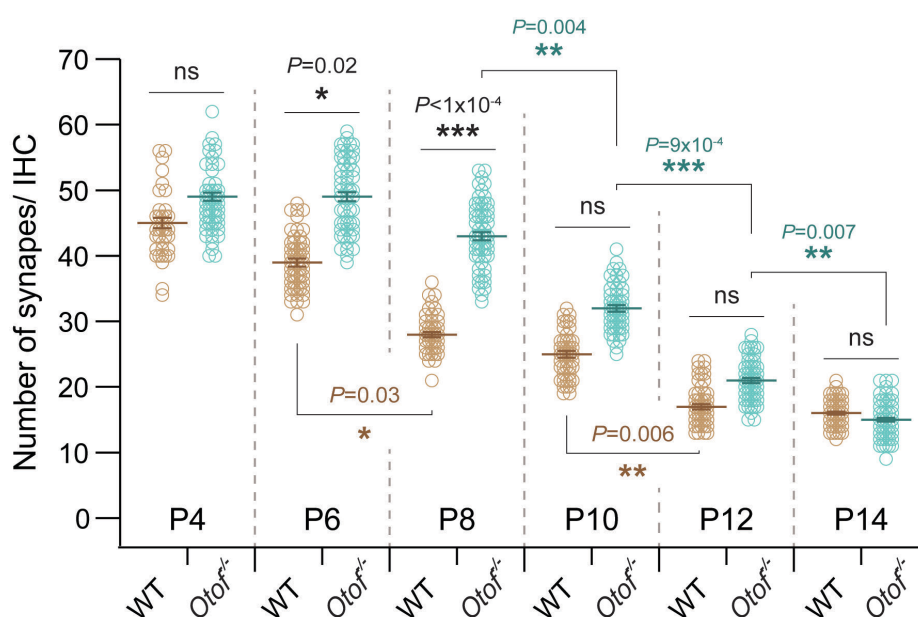 Number of synapses/ IHC
70
60
50
40
30
20
10
0
ns
P=0.02
*
P<1x10⁻⁴
***
P=0.004
**
ns
P=9x10⁻⁴
***
ns
P=0.007
**
ns
P=0.03
*
P=0.006
**
P4 P6 P8 P10 P12 P14
WT Otof⁻/⁻ WT Otof⁻/⁻ WT Otof⁻/⁻ WT Otof⁻/⁻ WT Otof⁻/⁻ WT Otof⁻/⁻